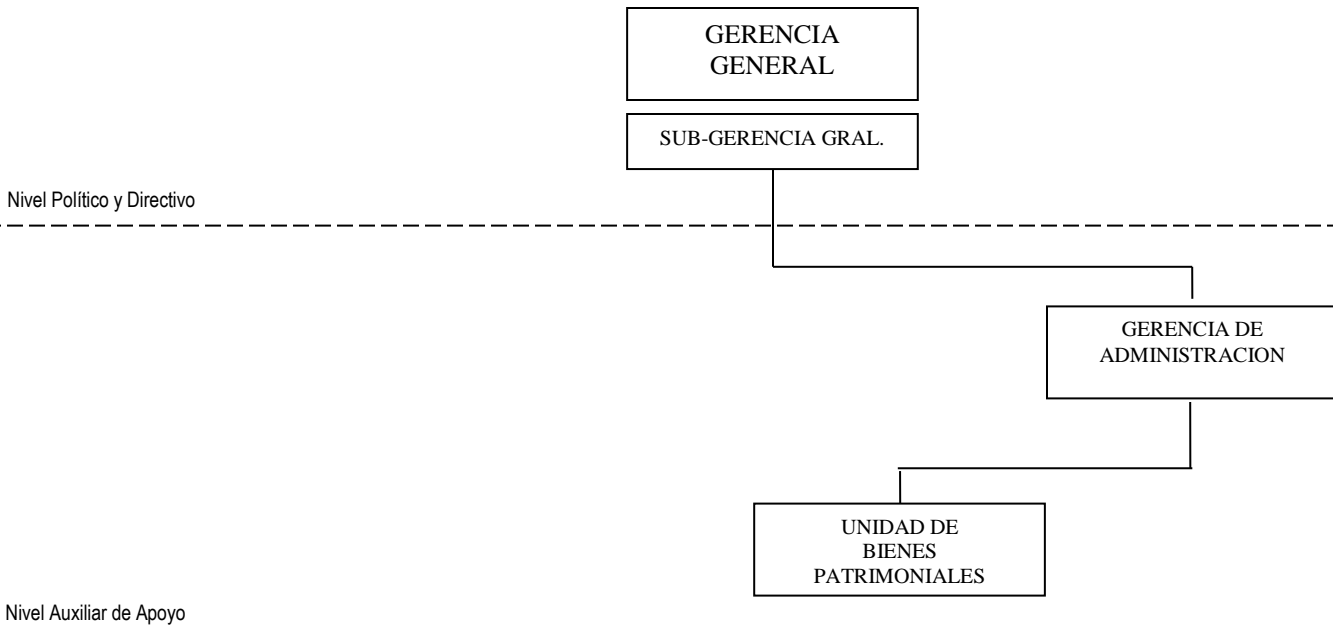 GERENCIA
GENERAL
SUB-GERENCIA GRAL.
Nivel Político y Directivo
GERENCIA DE
ADMINISTRACION
UNIDAD DE
BIENES
PATRIMONIALES
Nivel Auxiliar de Apoyo